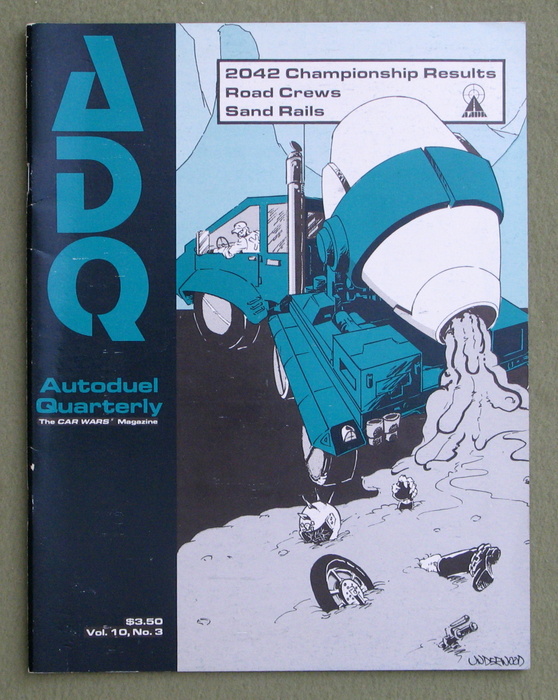 ADQ
Autoduel
Quarterly
The CAR WARS® Magazine
2042 Championship Results
Road Crews
Sand Rails
$3.50
Vol. 10, No. 3
UNDERWOOD